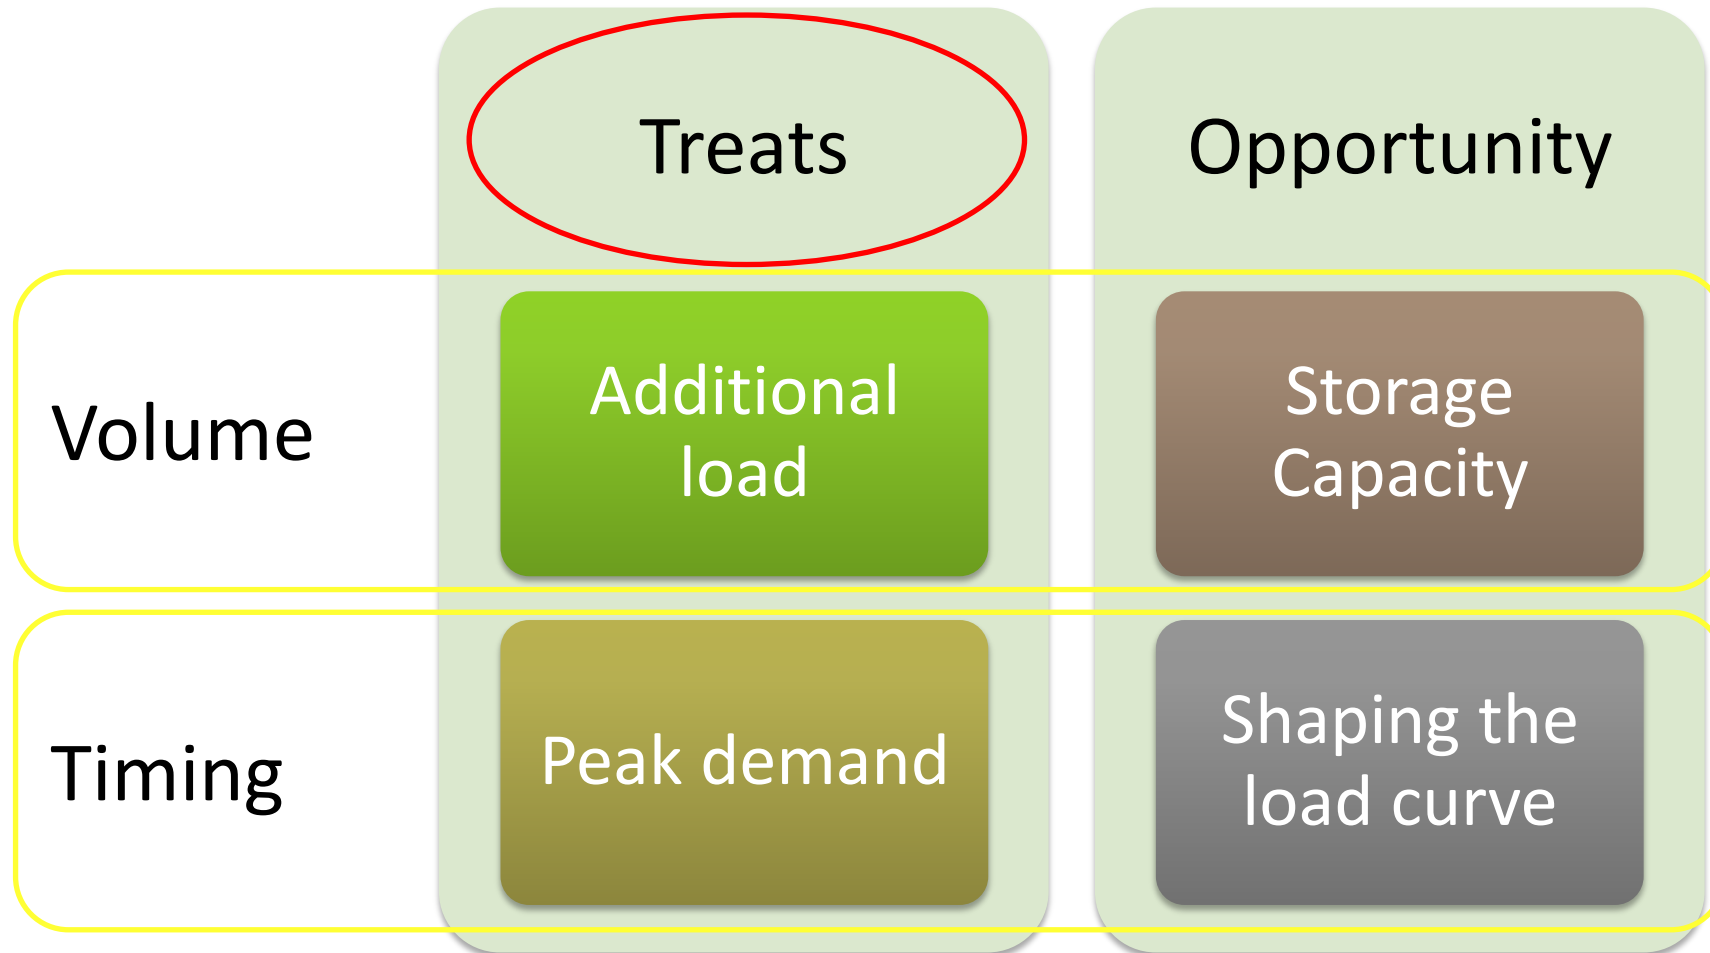 Treats
Opportunity
Volume
Additional
load
Storage
Capacity
Timing
Peak demand
Shaping the
load curve